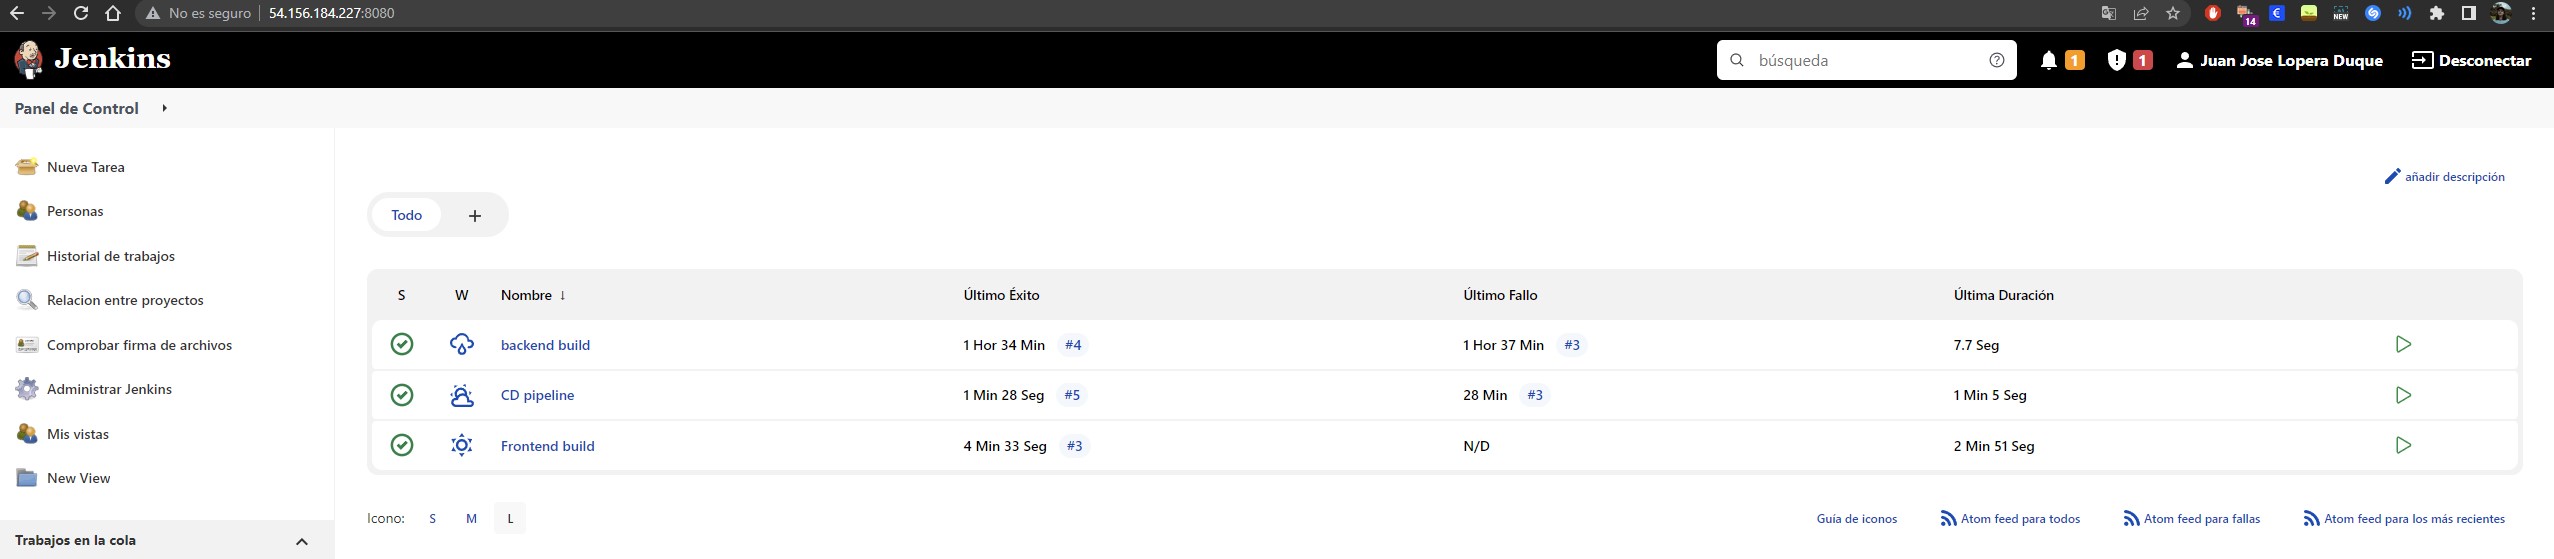 No es seguro 54.156.184.227:8080
14
NEW
Jenkins
búsqueda
1
1
Juan Jose Lopera Duque
Desconectar
Panel de Control
Nueva Tarea
Personas
Historial de trabajos
Relacion entre proyectos
Comprobar firma de archivos
Administrar Jenkins
Mis vistas
New View
Trabajos en la cola
añadir descripción
Todo +
S W Nombre ↓ Último Éxito Último Fallo Última Duración
backend build 1 Hor 34 Min #4 1 Hor 37 Min #3 7.7 Seg
CD pipeline 1 Min 28 Seg #5 28 Min #3 1 Min 5 Seg
Frontend build 4 Min 33 Seg #3 N/D 2 Min 51 Seg
Icono: S M L
Guía de iconos Atom feed para todos Atom feed para fallas Atom feed para los más recientes